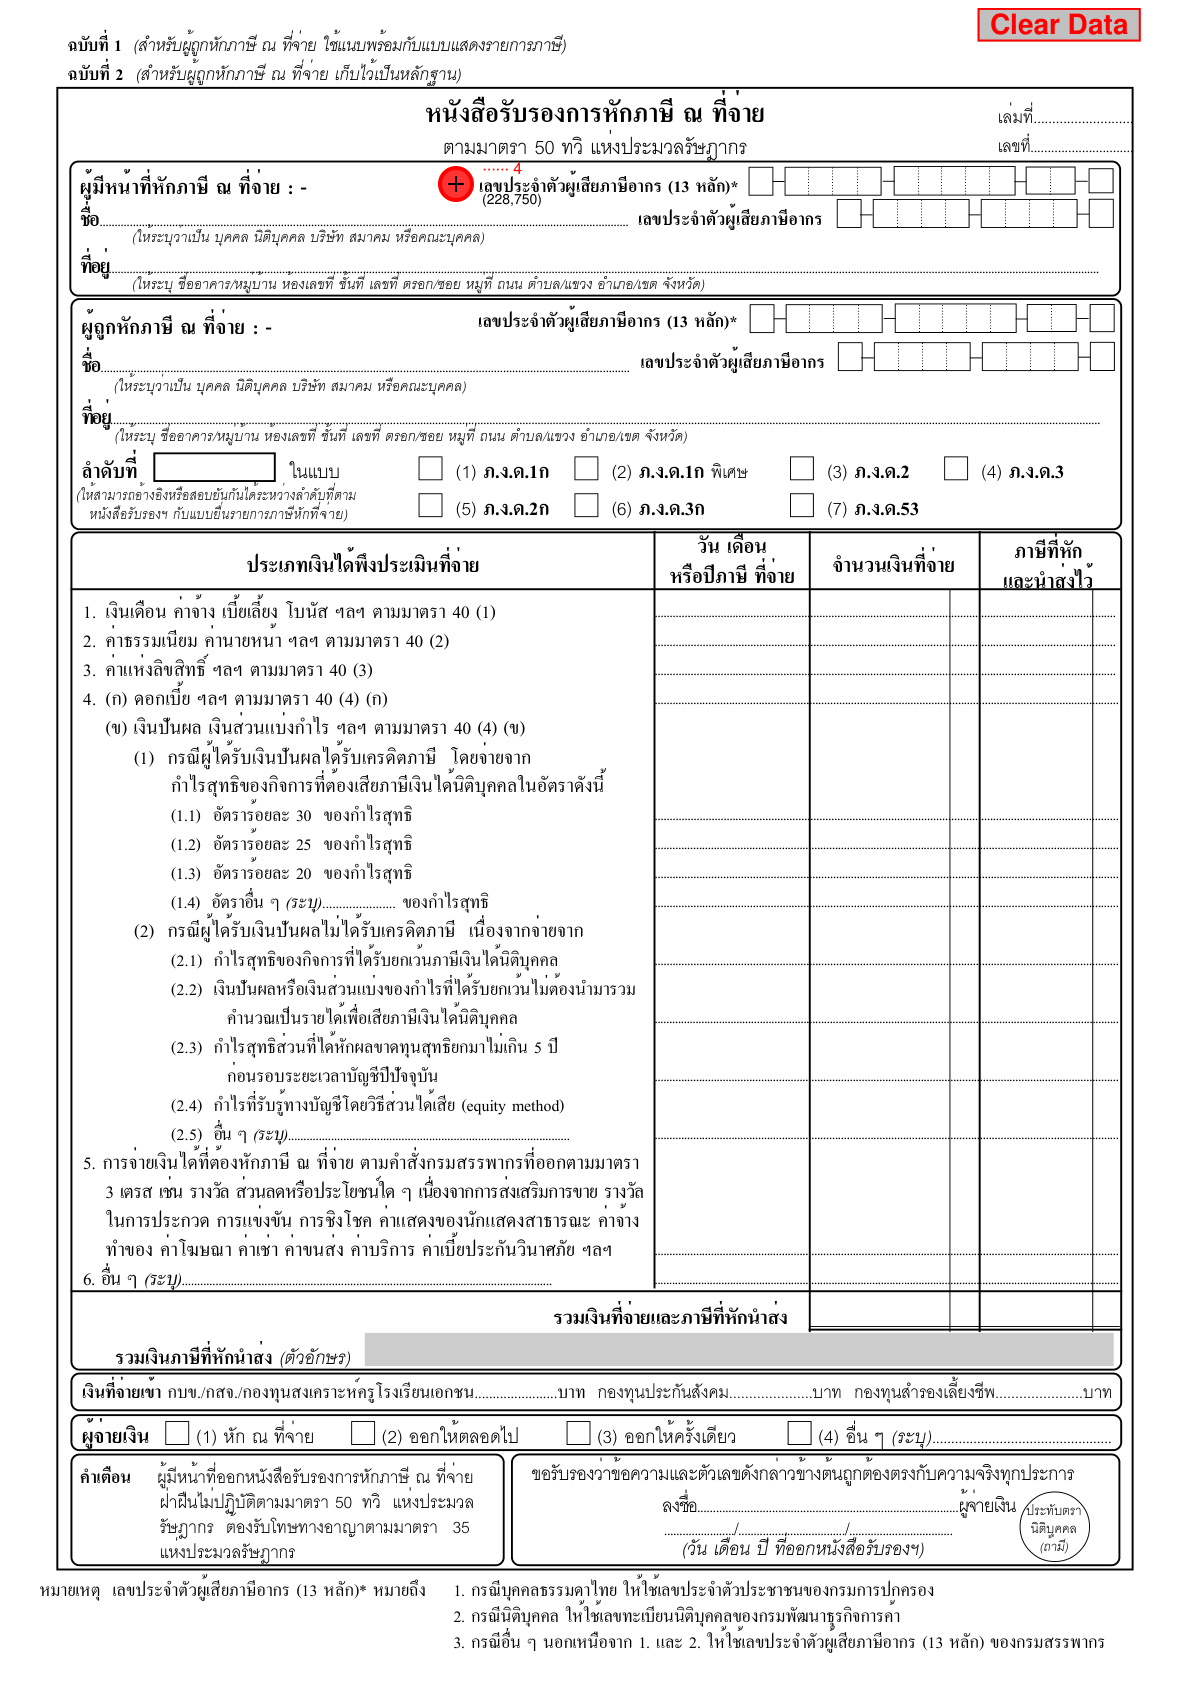 Clear Data
ฉบับที่ 1 (สำหรับผู้ถูกหักภาษี ณ ที่จ่าย ใช้แนบพร้อมกับแบบแสดงรายการภาษี)
ฉบับที่ 2 (สำหรับผู้ถูกหักภาษี ณ ที่จ่าย เก็บไว้เป็นหลักฐาน)
หนังสือรับรองการหักภาษี ณ ที่จ่าย
เล่มที่..........................
ตามมาตรา 50 ทวิ แห่งประมวลรัษฎากร
เลขที่...........................
...... 4
ผู้มีหน้าที่หักภาษี ณ ที่จ่าย : -
เลขประจำตัวผู้เสียภาษีอากร (13 หลัก)*
(228,750)
ชื่อ.......... เลขประจำตัวผู้เสียภาษีอากร
(ให้ระบุว่าเป็น บุคคล นิติบุคคล บริษัท สมาคม หรือคณะบุคคล)
ที่อยู่..........
(ให้ระบุ ชื่ออาคาร/หมู่บ้าน ห้องเลขที่ ชั้นที่ เลขที่ ตรอก/ซอย หมู่ที่ ถนน ตำบล/แขวง อำเภอ/เขต จังหวัด)
ผู้ถูกหักภาษี ณ ที่จ่าย : -
เลขประจำตัวผู้เสียภาษีอากร (13 หลัก)*
ชื่อ.......... เลขประจำตัวผู้เสียภาษีอากร
(ให้ระบุว่าเป็น บุคคล นิติบุคคล บริษัท สมาคม หรือคณะบุคคล)
ที่อยู่..........
(ให้ระบุ ชื่ออาคาร/หมู่บ้าน ห้องเลขที่ ชั้นที่ เลขที่ ตรอก/ซอย หมู่ที่ ถนน ตำบล/แขวง อำเภอ/เขต จังหวัด)
ลำดับที่ ในแบบ (1) ภ.ง.ด.1ก (2) ภ.ง.ด.1ก พิเศษ (3) ภ.ง.ด.2 (4) ภ.ง.ด.3
(ให้สามารถอ้างอิงหรือสอบยันกันได้ระหว่างลำดับที่ตาม
หนังสือรับรองฯ กับแบบยื่นรายการภาษีหักที่จ่าย)
(5) ภ.ง.ด.2ก (6) ภ.ง.ด.3ก (7) ภ.ง.ด.53
ประเภทเงินได้พึงประเมินที่จ่าย
วัน เดือน
หรือปีภาษี ที่จ่าย
จำนวนเงินที่จ่าย
ภาษีที่หัก
และนำส่งไว้
1. เงินเดือน ค่าจ้าง เบี้ยเลี้ยง โบนัส ฯลฯ ตามมาตรา 40 (1)
2. ค่าธรรมเนียม ค่านายหน้า ฯลฯ ตามมาตรา 40 (2)
3. ค่าแห่งลิขสิทธิ์ ฯลฯ ตามมาตรา 40 (3)
4. (ก) ดอกเบี้ย ฯลฯ ตามมาตรา 40 (4) (ก)
(ข) เงินปันผล เงินส่วนแบ่งกำไร ฯลฯ ตามมาตรา 40 (4) (ข)
(1) กรณีผู้ได้รับเงินปันผลได้รับเครดิตภาษี โดยจ่ายจาก
กำไรสุทธิของกิจการที่ต้องเสียภาษีเงินได้นิติบุคคลในอัตราดังนี้
(1.1) อัตราร้อยละ 30 ของกำไรสุทธิ
(1.2) อัตราร้อยละ 25 ของกำไรสุทธิ
(1.3) อัตราร้อยละ 20 ของกำไรสุทธิ
(1.4) อัตราอื่น ๆ (ระบุ)...................... ของกำไรสุทธิ
(2) กรณีผู้ได้รับเงินปันผลไม่ได้รับเครดิตภาษี เนื่องจากจ่ายจาก
(2.1) กำไรสุทธิของกิจการที่ได้รับยกเว้นภาษีเงินได้นิติบุคคล
(2.2) เงินปันผลหรือเงินส่วนแบ่งของกำไรที่ได้รับยกเว้นไม่ต้องนำมารวม
คำนวณเป็นรายได้เพื่อเสียภาษีเงินได้นิติบุคคล
(2.3) กำไรสุทธิส่วนที่ได้หักผลขาดทุนสุทธิยกมาไม่เกิน 5 ปี
ก่อนรอบระยะเวลาบัญชีปีปัจจุบัน
(2.4) กำไรที่รับรู้ทางบัญชีโดยวิธีส่วนได้เสีย (equity method)
(2.5) อื่น ๆ (ระบุ)..........
5. การจ่ายเงินได้ที่ต้องหักภาษี ณ ที่จ่าย ตามคำสั่งกรมสรรพากรที่ออกตามมาตรา
3 เตรส เช่น รางวัล ส่วนลดหรือประโยชน์ใด ๆ เนื่องจากการส่งเสริมการขาย รางวัล
ในการประกวด การแข่งขัน การชิงโชค ค่าแสดงของนักแสดงสาธารณะ ค่าจ้าง
ทำของ ค่าโฆษณา ค่าเช่า ค่าขนส่ง ค่าบริการ ค่าเบี้ยประกันวินาศภัย ฯลฯ
6. อื่น ๆ (ระบุ)..........
รวมเงินที่จ่ายและภาษีที่หักนำส่ง
รวมเงินภาษีที่หักนำส่ง (ตัวอักษร)
เงินที่จ่ายเข้า กบข./กสจ./กองทุนสงเคราะห์ครูโรงเรียนเอกชน......................บาท กองทุนประกันสังคม......................บาท กองทุนสำรองเลี้ยงชีพ.......................บาท
ผู้จ่ายเงิน (1) หัก ณ ที่จ่าย (2) ออกให้ตลอดไป (3) ออกให้ครั้งเดียว (4) อื่น ๆ (ระบุ)..........
คำเตือน ผู้มีหน้าที่ออกหนังสือรับรองการหักภาษี ณ ที่จ่าย
ฝ่าฝืนไม่ปฏิบัติตามมาตรา 50 ทวิ แห่งประมวล
รัษฎากร ต้องรับโทษทางอาญาตามมาตรา 35
แห่งประมวลรัษฎากร
ขอรับรองว่าข้อความและตัวเลขดังกล่าวข้างต้นถูกต้องตรงกับความจริงทุกประการ
ลงชื่อ..........ผู้จ่ายเงิน
........../........../..........
(วัน เดือน ปี ที่ออกหนังสือรับรองฯ)
ประทับตรา
นิติบุคคล
(ถ้ามี)
หมายเหตุ เลขประจำตัวผู้เสียภาษีอากร (13 หลัก)* หมายถึง 1. กรณีบุคคลธรรมดาไทย ให้ใช้เลขประจำตัวประชาชนของกรมการปกครอง
2. กรณีนิติบุคคล ให้ใช้เลขทะเบียนนิติบุคคลของกรมพัฒนาธุรกิจการค้า
3. กรณีอื่น ๆ นอกเหนือจาก 1. และ 2. ให้ใช้เลขประจำตัวผู้เสียภาษีอากร (13 หลัก) ของกรมสรรพากร